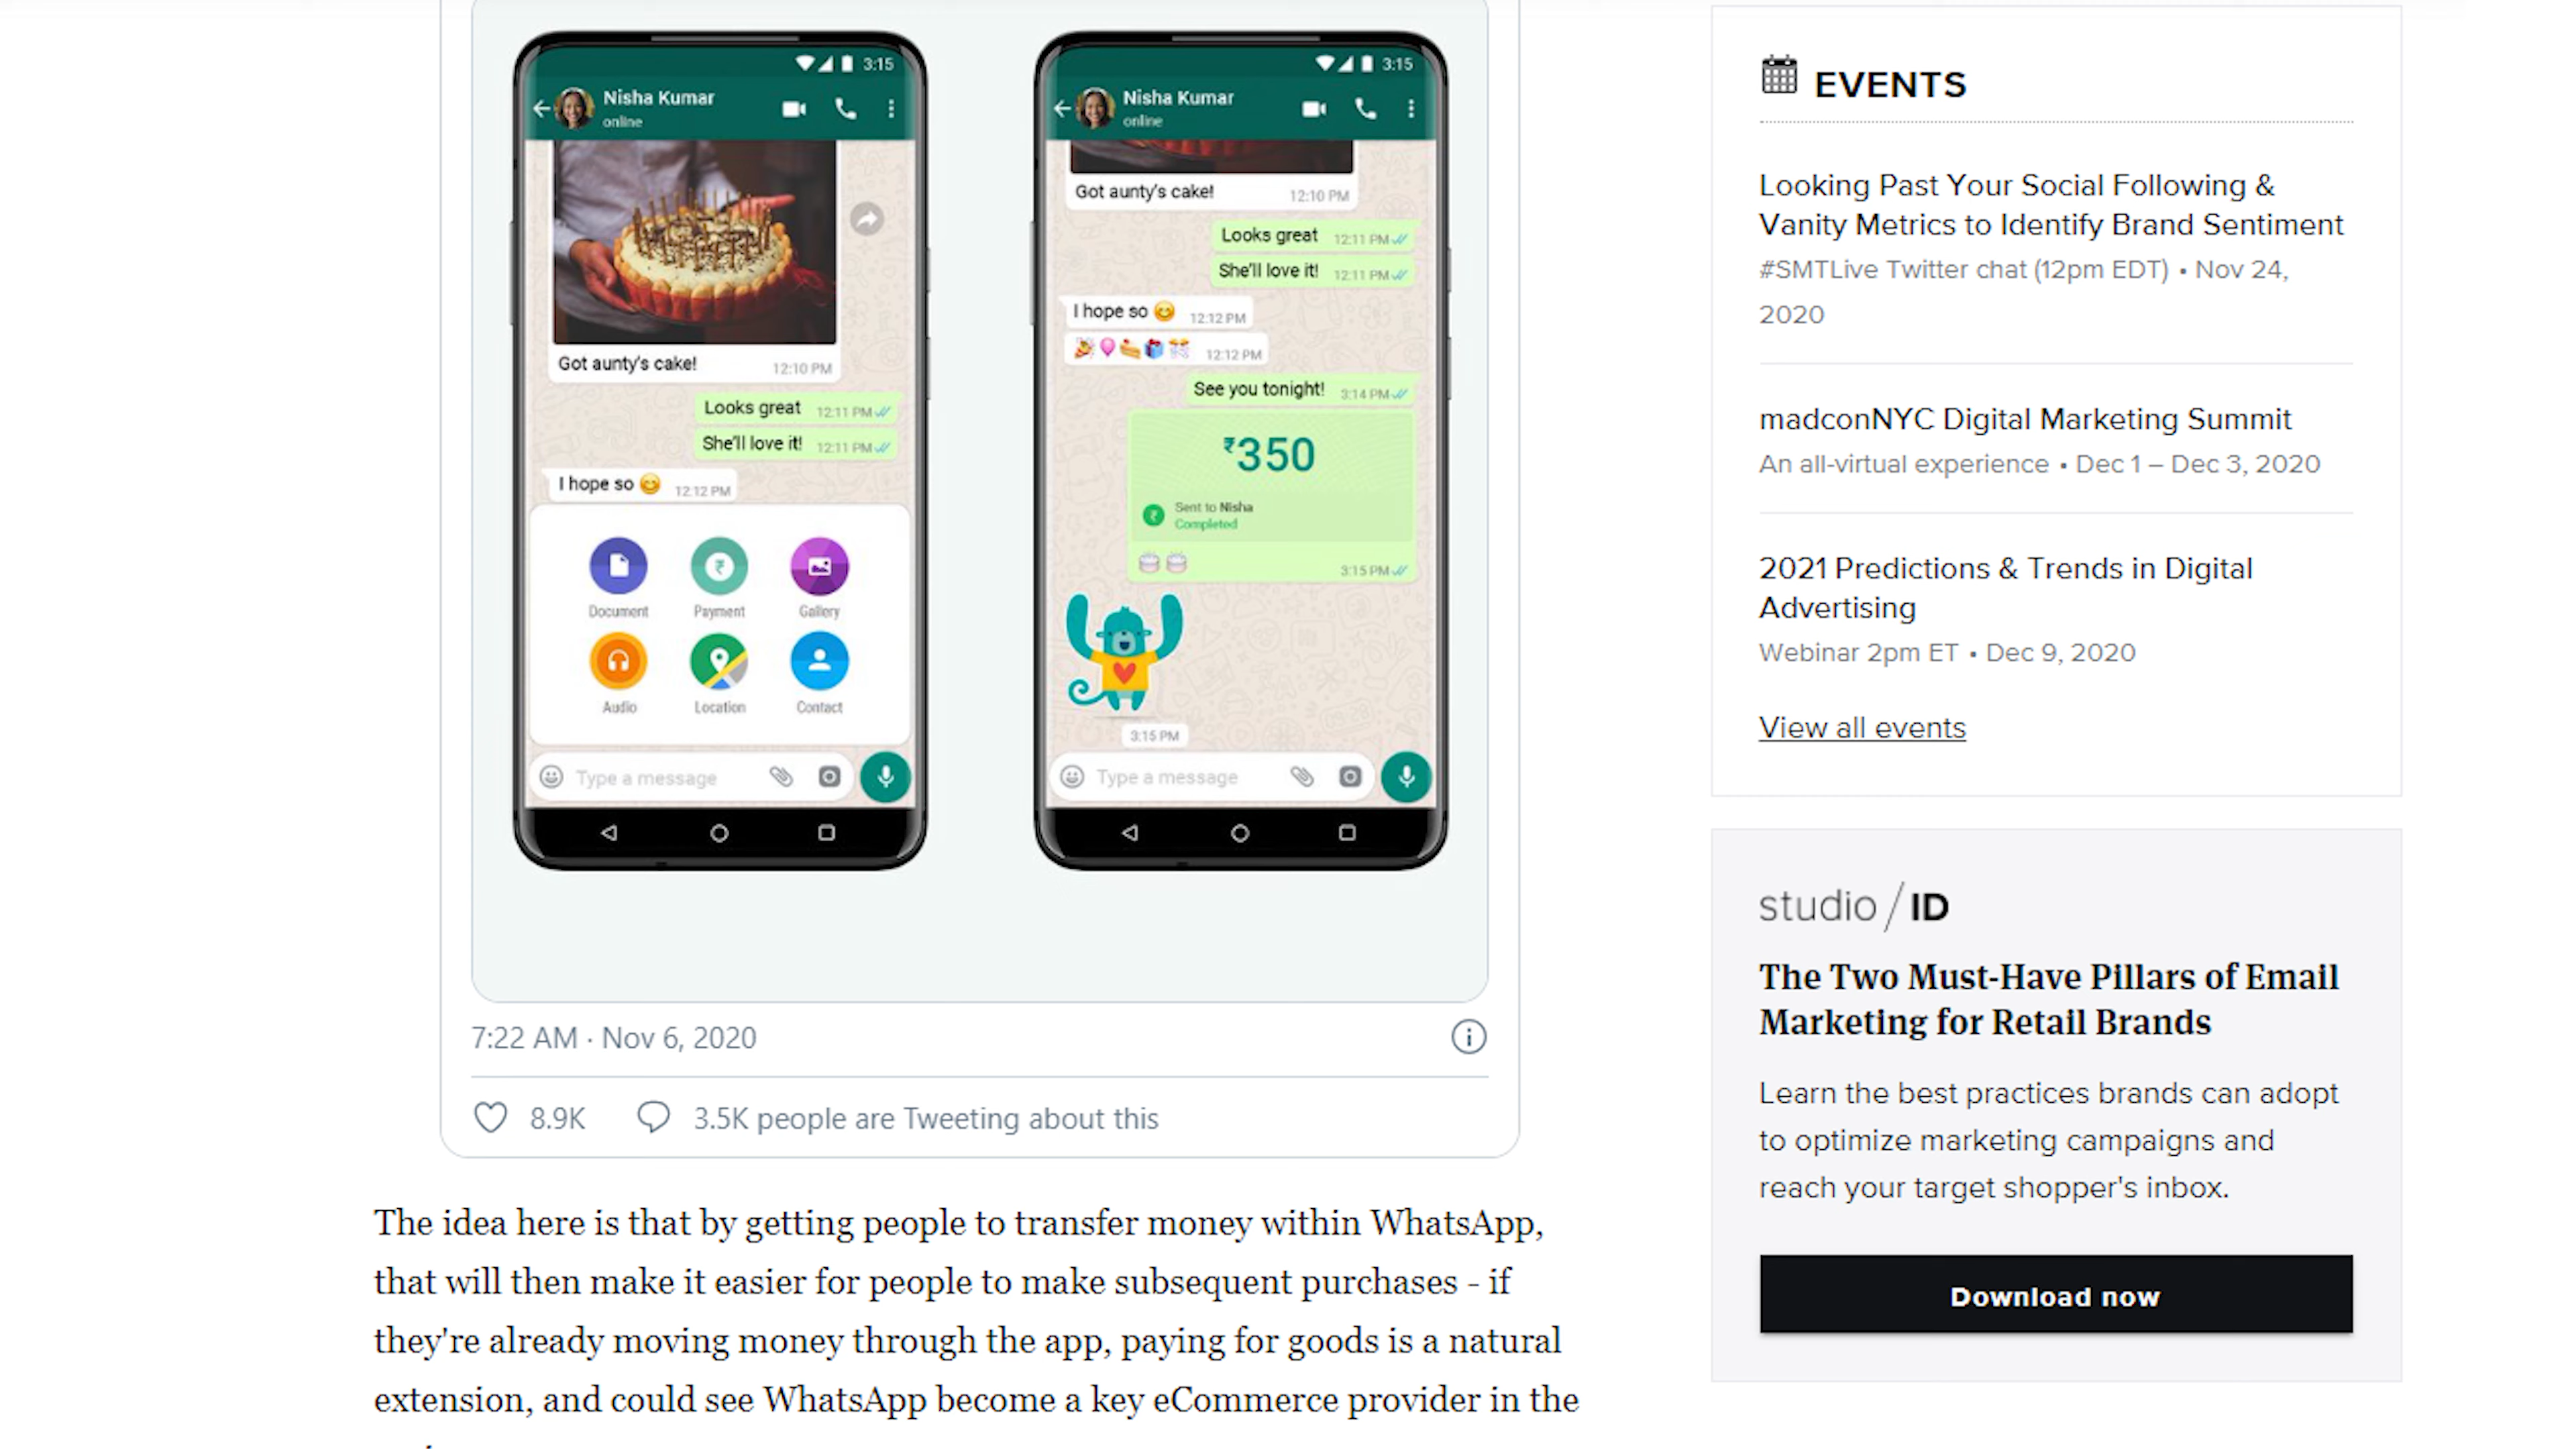 3:15
Nisha Kumar
online
Got aunty's cake! 12:10 PM
Looks great 12:11 PM
She'll love it! 12:11 PM
I hope so 😊 12:12 PM
Document Payment Gallery
Audio Location Contact
Type a message
3:15
Nisha Kumar
online
Got aunty's cake! 12:10 PM
Looks great 12:11 PM
She'll love it! 12:11 PM
I hope so 😊 12:12 PM
12:12 PM
See you tonight! 3:14 PM
₹350
Sent to Nisha
Completed
3:15 PM
3:15 PM
Type a message
7:22 AM · Nov 6, 2020
8.9K 3.5K people are Tweeting about this
The idea here is that by getting people to transfer money within WhatsApp,
that will then make it easier for people to make subsequent purchases - if
they're already moving money through the app, paying for goods is a natural
extension, and could see WhatsApp become a key eCommerce provider in the
EVENTS
Looking Past Your Social Following &
Vanity Metrics to Identify Brand Sentiment
#SMTLive Twitter chat (12pm EDT) • Nov 24,
2020
madconNYC Digital Marketing Summit
An all-virtual experience • Dec 1 – Dec 3, 2020
2021 Predictions & Trends in Digital
Advertising
Webinar 2pm ET • Dec 9, 2020
View all events
studio / ID
The Two Must-Have Pillars of Email
Marketing for Retail Brands
Learn the best practices brands can adopt
to optimize marketing campaigns and
reach your target shopper's inbox.
Download now